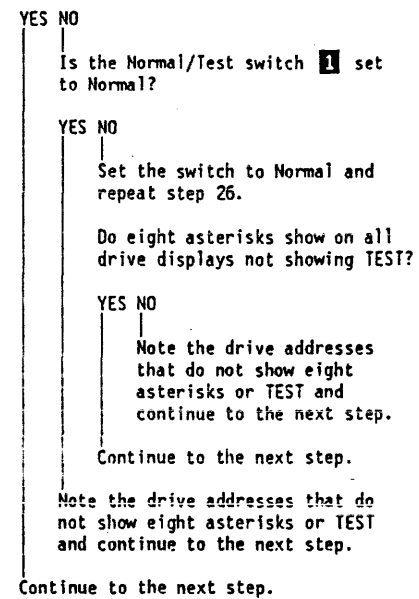 YES NO
Is the Normal/Test switch 1 set
to Normal?
YES NO
Set the switch to Normal and
repeat step 26.
Do eight asterisks show on all
drive displays not showing TEST?
YES NO
Note the drive addresses
that do not show eight
asterisks or TEST and
continue to the next step.
Continue to the next step.
Note the drive addresses that do
not show eight asterisks or TEST
and continue to the next step.
Continue to the next step.